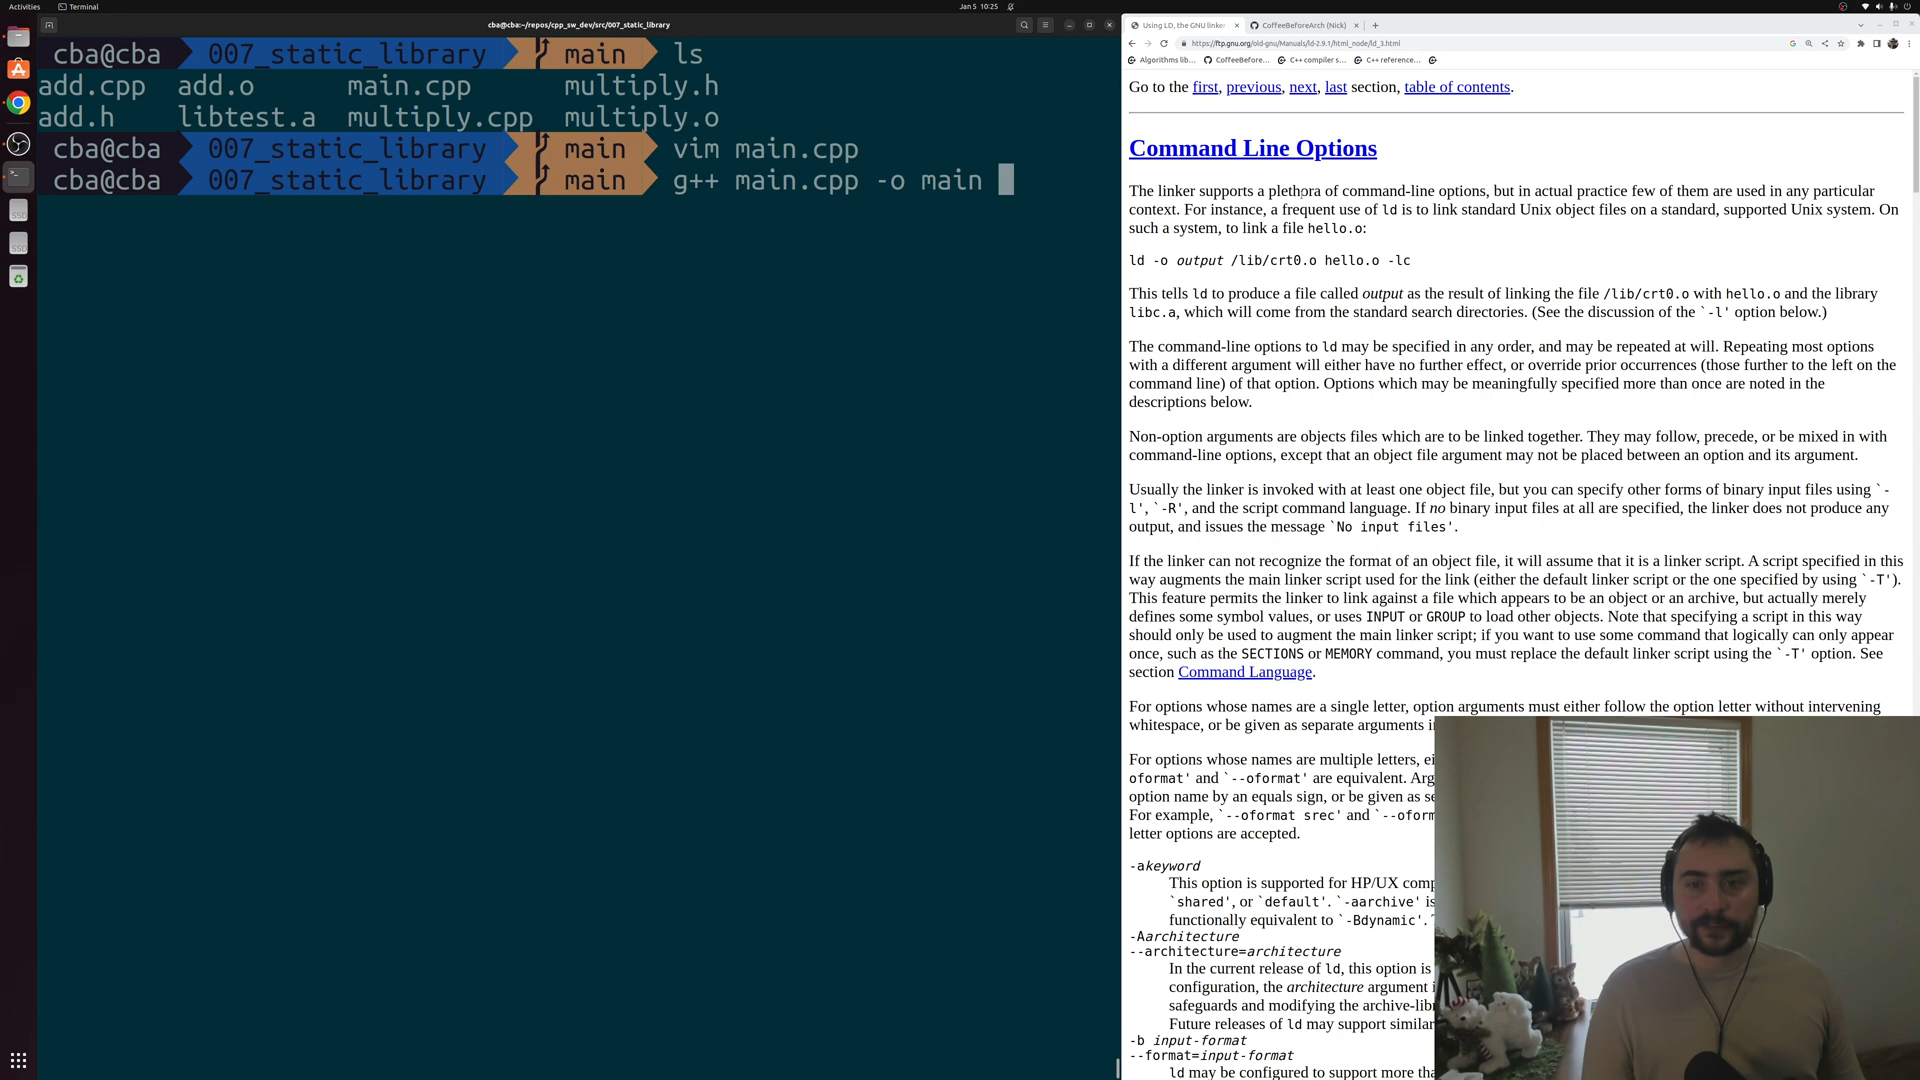 Activities
Terminal
Jan 5 10:25
cba@cba:~/repos/cpp_sw_dev/src/007_static_library
cba@cba 007_static_library main ls
add.cpp add.o main.cpp multiply.h
add.h libtest.a multiply.cpp multiply.o
cba@cba 007_static_library main vim main.cpp
cba@cba 007_static_library main g++ main.cpp -o main
SSD
SSD
Using LD, the GNU linker
CoffeeBeforeArch (Nick)
https://ftp.gnu.org/old-gnu/Manuals/ld-2.9.1/html_node/ld_3.html
Algorithms lib... CoffeeBefore... C++ compiler s... C++ reference...
Go to the first, previous, next, last section, table of contents.
Command Line Options
The linker supports a plethora of command-line options, but in actual practice few of them are used in any particular
context. For instance, a frequent use of ld is to link standard Unix object files on a standard, supported Unix system. On
such a system, to link a file hello.o:
ld -o output /lib/crt0.o hello.o -lc
This tells ld to produce a file called output as the result of linking the file /lib/crt0.o with hello.o and the library
libc.a, which will come from the standard search directories. (See the discussion of the `-l' option below.)
The command-line options to ld may be specified in any order, and may be repeated at will. Repeating most options
with a different argument will either have no further effect, or override prior occurrences (those further to the left on the
command line) of that option. Options which may be meaningfully specified more than once are noted in the
descriptions below.
Non-option arguments are objects files which are to be linked together. They may follow, precede, or be mixed in with
command-line options, except that an object file argument may not be placed between an option and its argument.
Usually the linker is invoked with at least one object file, but you can specify other forms of binary input files using `-
l', `-R', and the script command language. If no binary input files at all are specified, the linker does not produce any
output, and issues the message `No input files'.
If the linker can not recognize the format of an object file, it will assume that it is a linker script. A script specified in this
way augments the main linker script used for the link (either the default linker script or the one specified by using `-T').
This feature permits the linker to link against a file which appears to be an object or an archive, but actually merely
defines some symbol values, or uses INPUT or GROUP to load other objects. Note that specifying a script in this way
should only be used to augment the main linker script; if you want to use some command that logically can only appear
once, such as the SECTIONS or MEMORY command, you must replace the default linker script using the `-T' option. See
section Command Language.
For options whose names are a single letter, option arguments must either follow the option letter without intervening
whitespace, or be given as separate arguments i
For options whose names are multiple letters, ei
oformat' and `--oformat' are equivalent. Arg
option name by an equals sign, or be given as se
For example, `--oformat srec' and `--oform
letter options are accepted.
-akeyword
This option is supported for HP/UX comp
`shared', or `default'. `-aarchive' is
functionally equivalent to `-Bdynamic'.
-Aarchitecture
--architecture=architecture
In the current release of ld, this option is
configuration, the architecture argument i
safeguards and modifying the archive-lib
Future releases of ld may support similar
-b input-format
--format=input-format
ld may be configured to support more tha